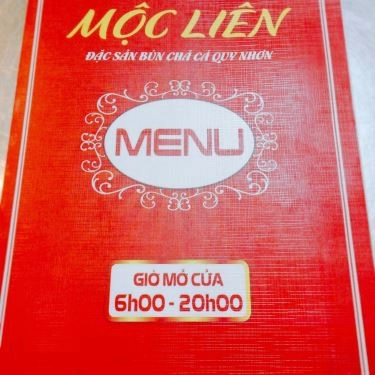 MỘC LIÊN
ĐẶC SẢN BÚN CHẢ CÁ QUY NHƠN
MENU
GIỜ MỞ CỬA
6h00 - 20h00